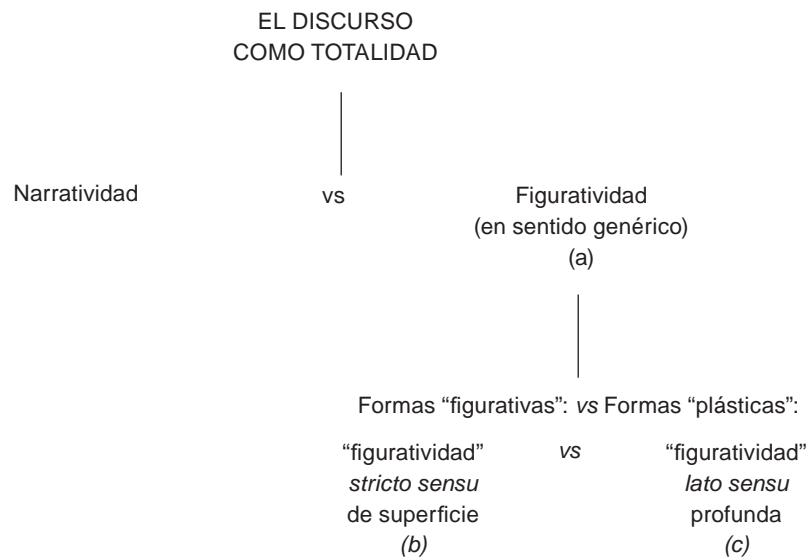 EL DISCURSO
COMO TOTALIDAD
Narratividad vs Figuratividad
(en sentido genérico)
(a)
Formas “figurativas”: vs Formas “plásticas”:
“figuratividad” vs “figuratividad”
stricto sensu lato sensu
de superficie profunda
(b) (c)